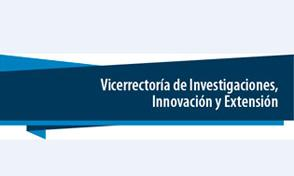 Vicerrectoría de Investigaciones,
Innovación y Extensión